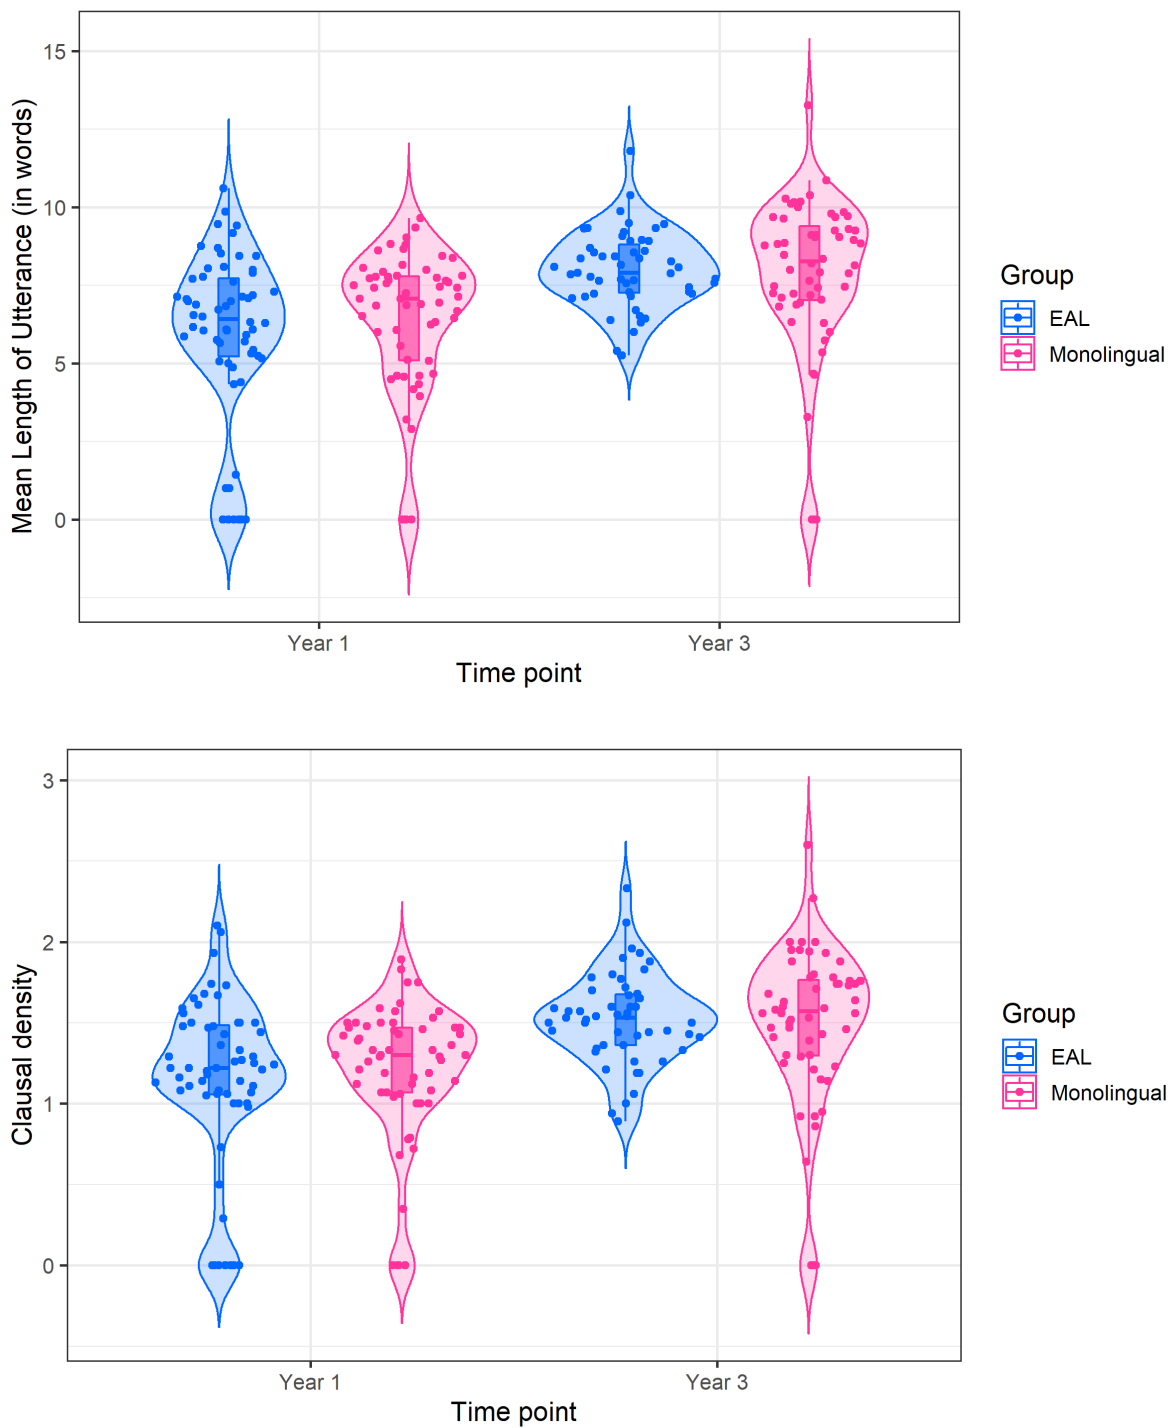 15
10
5
0
Mean Length of Utterance (in words)
Year 1
Year 3
Time point
Group
EAL
Monolingual
3
2
1
0
Clausal density
Year 1
Year 3
Time point
Group
EAL
Monolingual